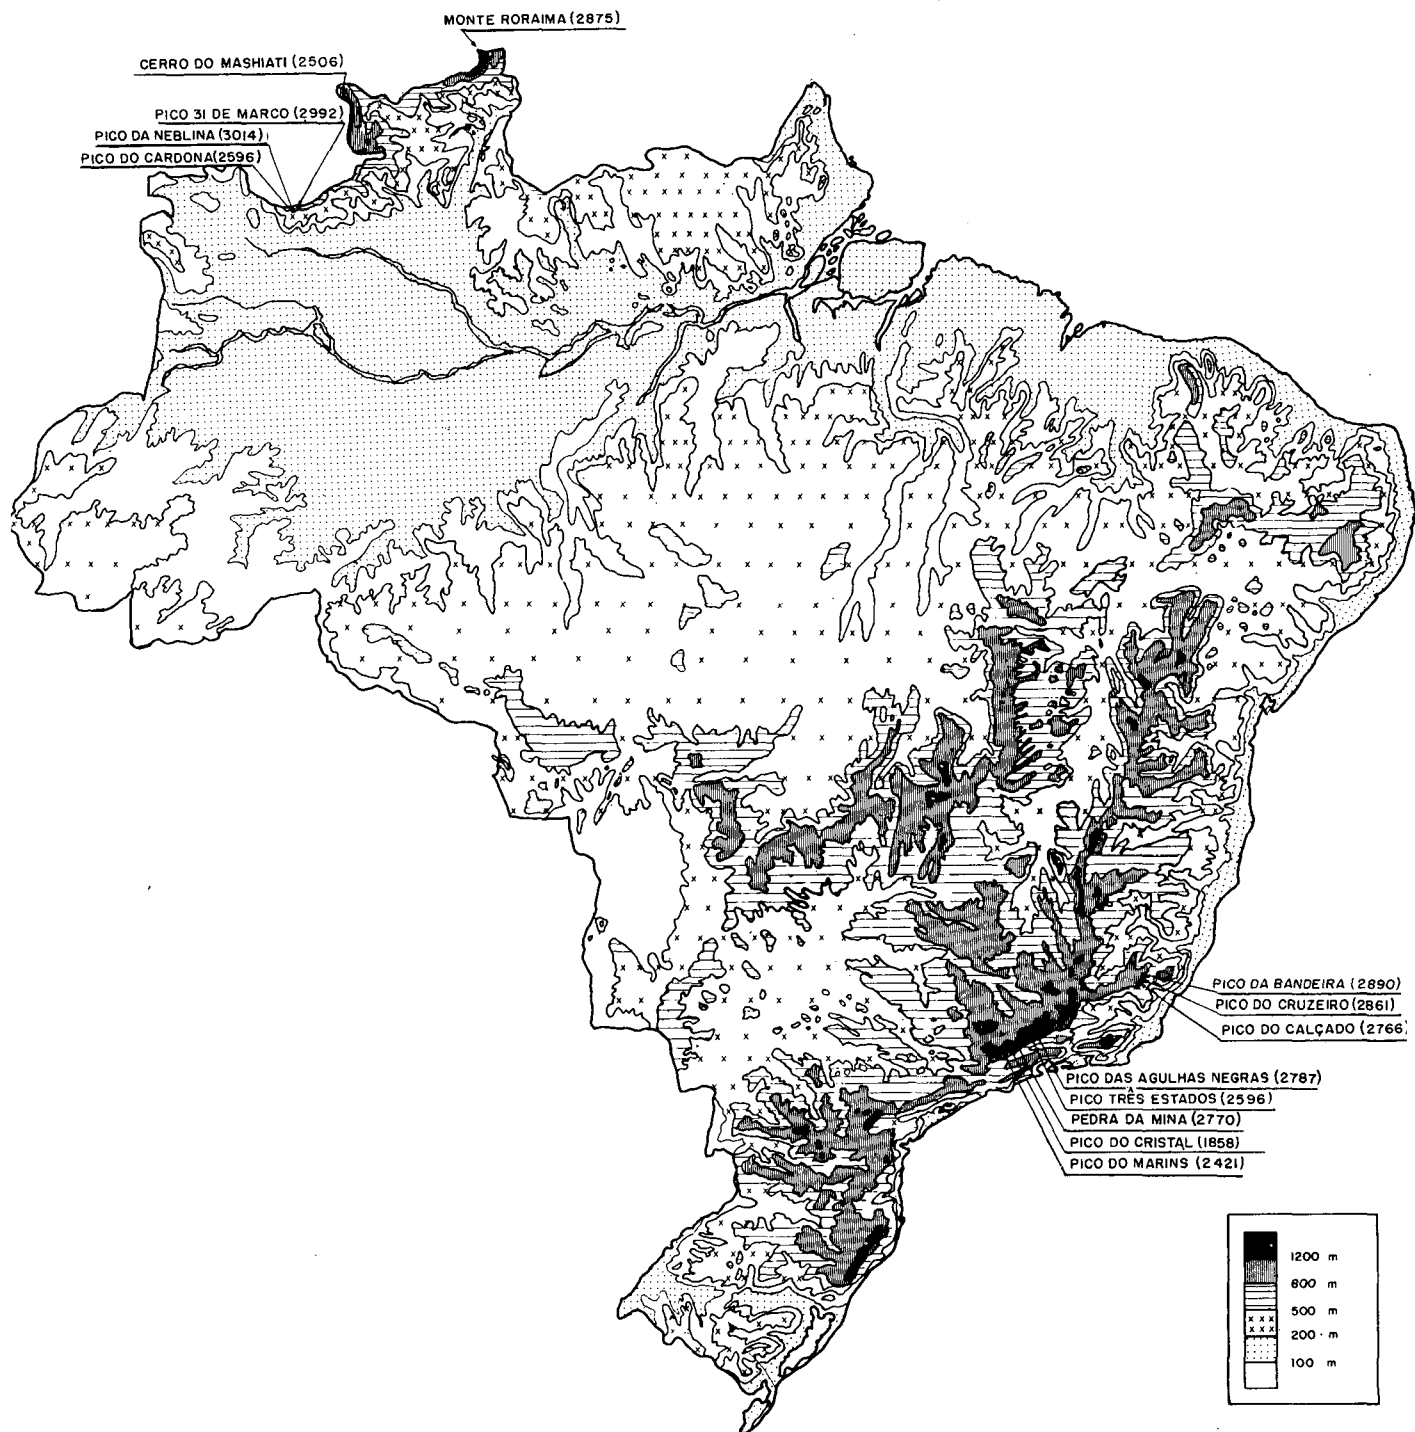 MONTE RORAIMA (2875)
CERRO DO MASHIATI (2506)
PICO 31 DE MARCO (2992)
PICO DA NEBLINA (3014)
PICO DO CARDONA (2596)
PICO DA BANDEIRA (2890)
PICO DO CRUZEIRO (2861)
PICO DO CALÇADO (2766)
PICO DAS AGULHAS NEGRAS (2787)
PICO TRÊS ESTADOS (2596)
PEDRA DA MINA (2770)
PICO DO CRISTAL (1858)
PICO DO MARINS (2421)
1200 m
800 m
500 m
200 m
100 m